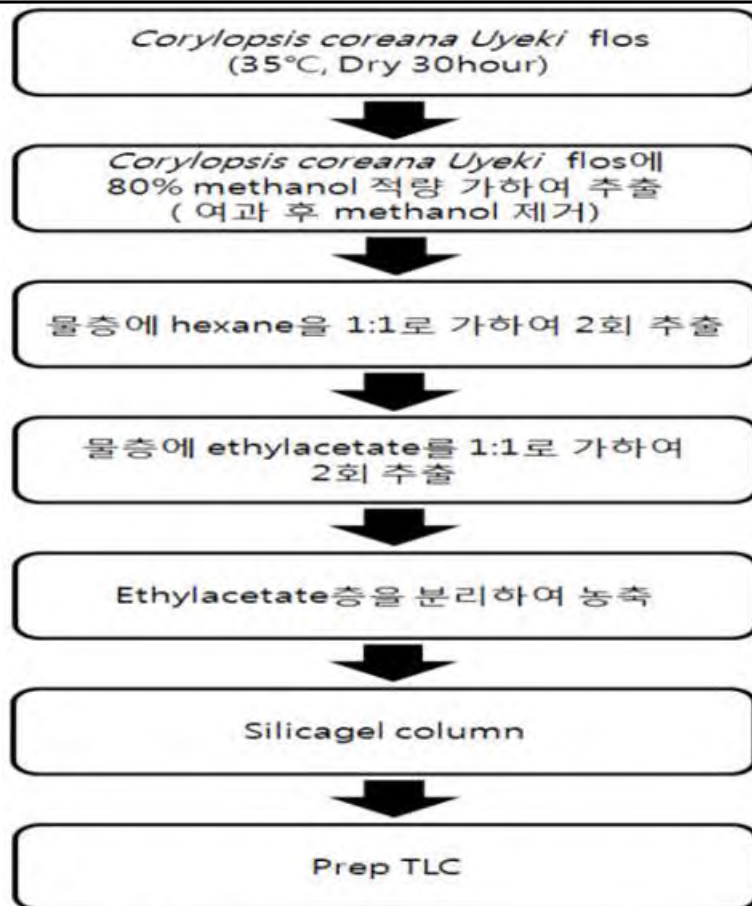 Corylopsis coreana Uyeki flos
(35℃, Dry 30hour)
Corylopsis coreana Uyeki flos에
80% methanol 적량 가하여 추출
( 여과 후 methanol 제거)
물층에 hexane을 1:1로 가하여 2회 추출
물층에 ethylacetate를 1:1로 가하여
2회 추출
Ethylacetate층을 분리하여 농축
Silicagel column
Prep TLC